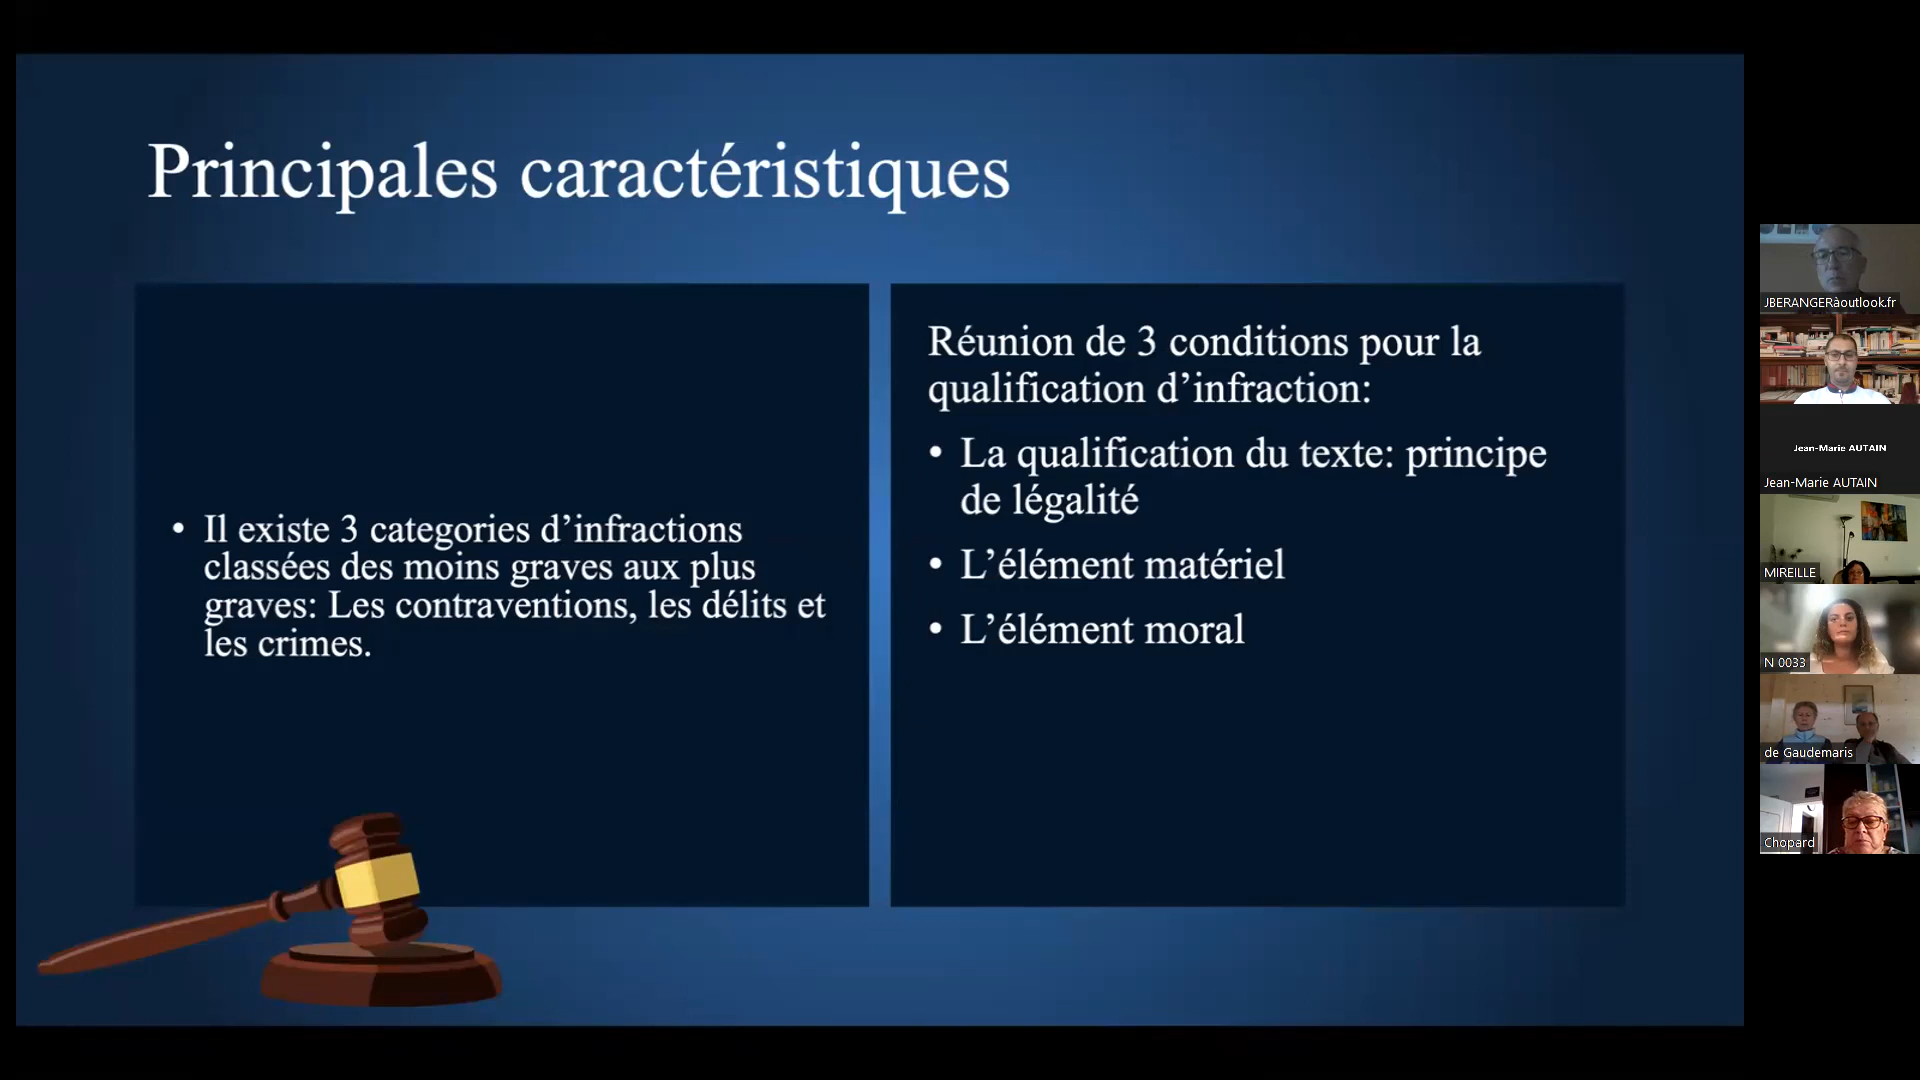 Principales caractéristiques
• Il existe 3 categories d’infractions
classées des moins graves aux plus
graves: Les contraventions, les délits et
les crimes.
Réunion de 3 conditions pour la
qualification d’infraction:
• La qualification du texte: principe
de légalité
• L’élément matériel
• L’élément moral
JBERANGERàoutlook.fr
Jean-Marie AUTAIN
Jean-Marie AUTAIN
MIREILLE
N 0033
de Gaudemaris
Chopard